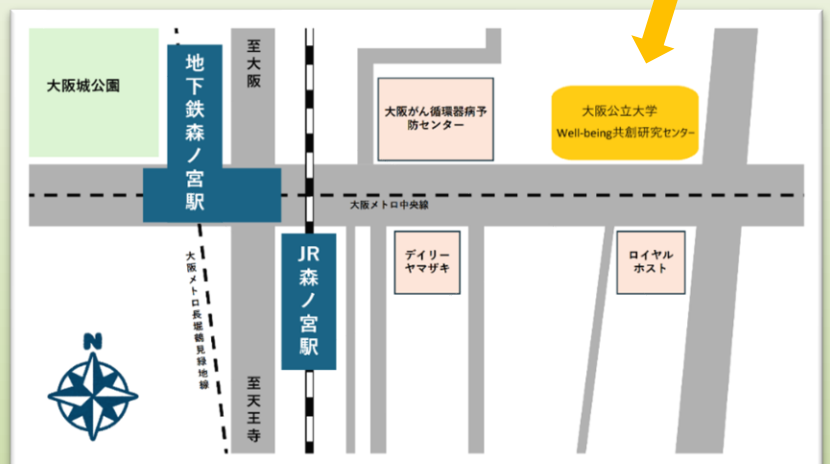 大阪城公園
地下鉄森ノ宮駅
至大阪
大阪がん循環器病予
防センター
大阪公立大学
Well-being共創研究センター
大阪メトロ中央線
大阪メトロ長堀鶴見緑地線
JR森ノ宮駅
デイリー
ヤマザキ
ロイヤル
ホスト
N
至天王寺